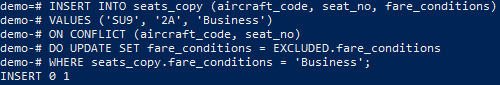 demo=# INSERT INTO seats_copy (aircraft_code, seat_no, fare_conditions)
demo-# VALUES ('SU9', '2A', 'Business')
demo-# ON CONFLICT (aircraft_code, seat_no)
demo-# DO UPDATE SET fare_conditions = EXCLUDED.fare_conditions
demo-# WHERE seats_copy.fare_conditions = 'Business';
INSERT 0 1